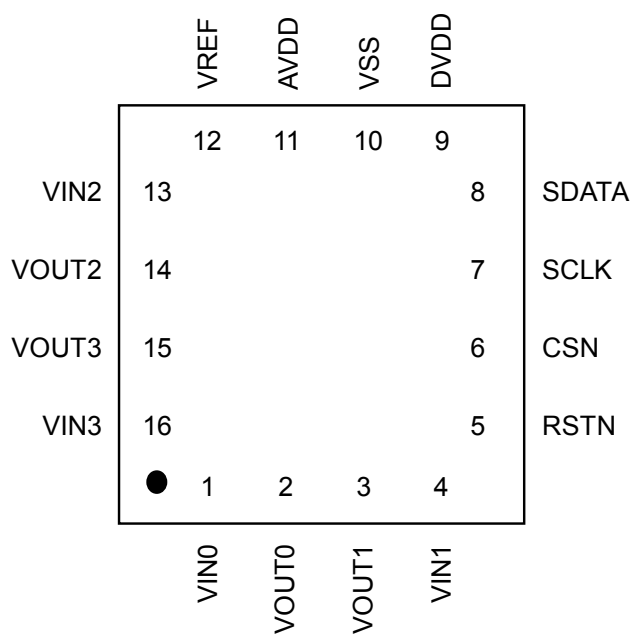 VREF AVDD VSS DVDD
12 11 10 9
VIN2 13 8 SDATA
VOUT2 14 7 SCLK
VOUT3 15 6 CSN
VIN3 16 5 RSTN
1 2 3 4
VIN0 VOUT0 VOUT1 VIN1